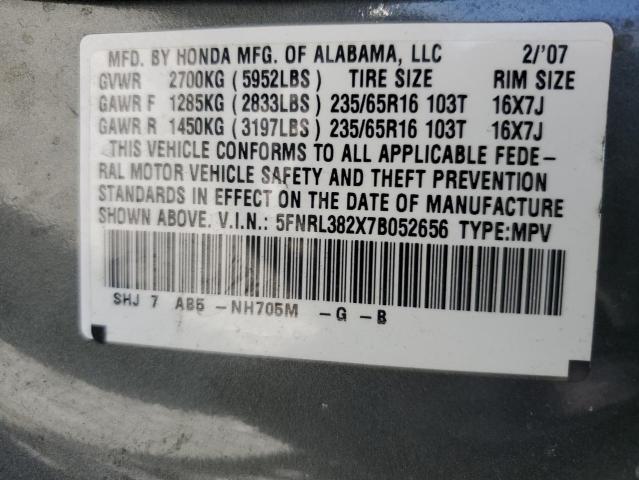 MFD. BY HONDA MFG. OF ALABAMA, LLC 2/'07
GVWR 2700KG (5952LBS) TIRE SIZE RIM SIZE
GAWR F 1285KG (2833LBS) 235/65R16 103T 16X7J
GAWR R 1450KG (3197LBS) 235/65R16 103T 16X7J
THIS VEHICLE CONFORMS TO ALL APPLICABLE FEDE-
RAL MOTOR VEHICLE SAFETY AND THEFT PREVENTION
STANDARDS IN EFFECT ON THE DATE OF MANUFACTURE
SHOWN ABOVE. V.I.N.: 5FNRL382X7B052656 TYPE:MPV
SHJ 7 AB5 -NH705M -G -B